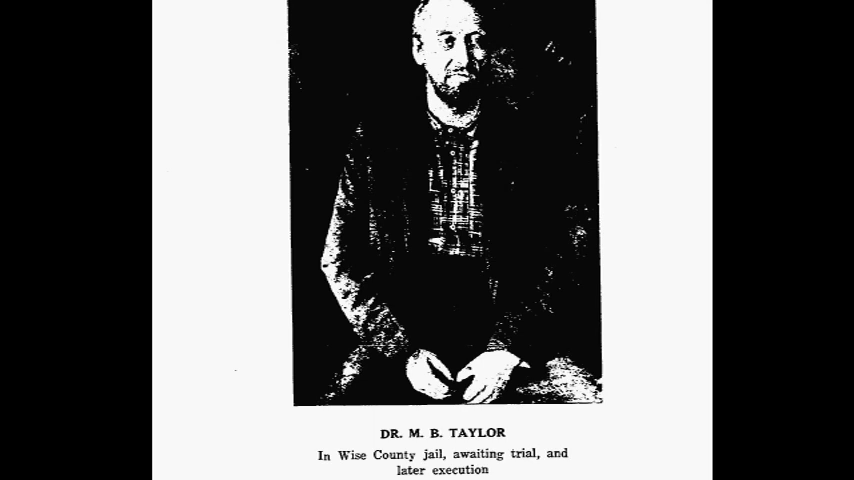 DR. M. B. TAYLOR
In Wise County jail, awaiting trial, and
later execution